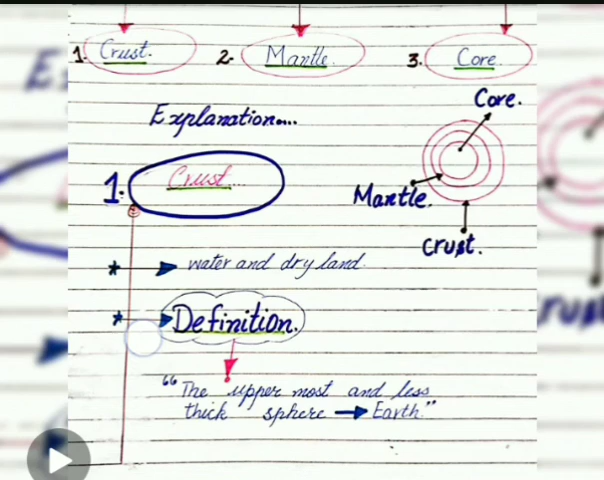 1. Crust. 2. Mantle. 3. Core.
Explanation....
Core.
1. Crust...
Mantle.
Crust.
* → water and dry land.
* → Definition.
"The upper most and less
thick sphere → Earth."